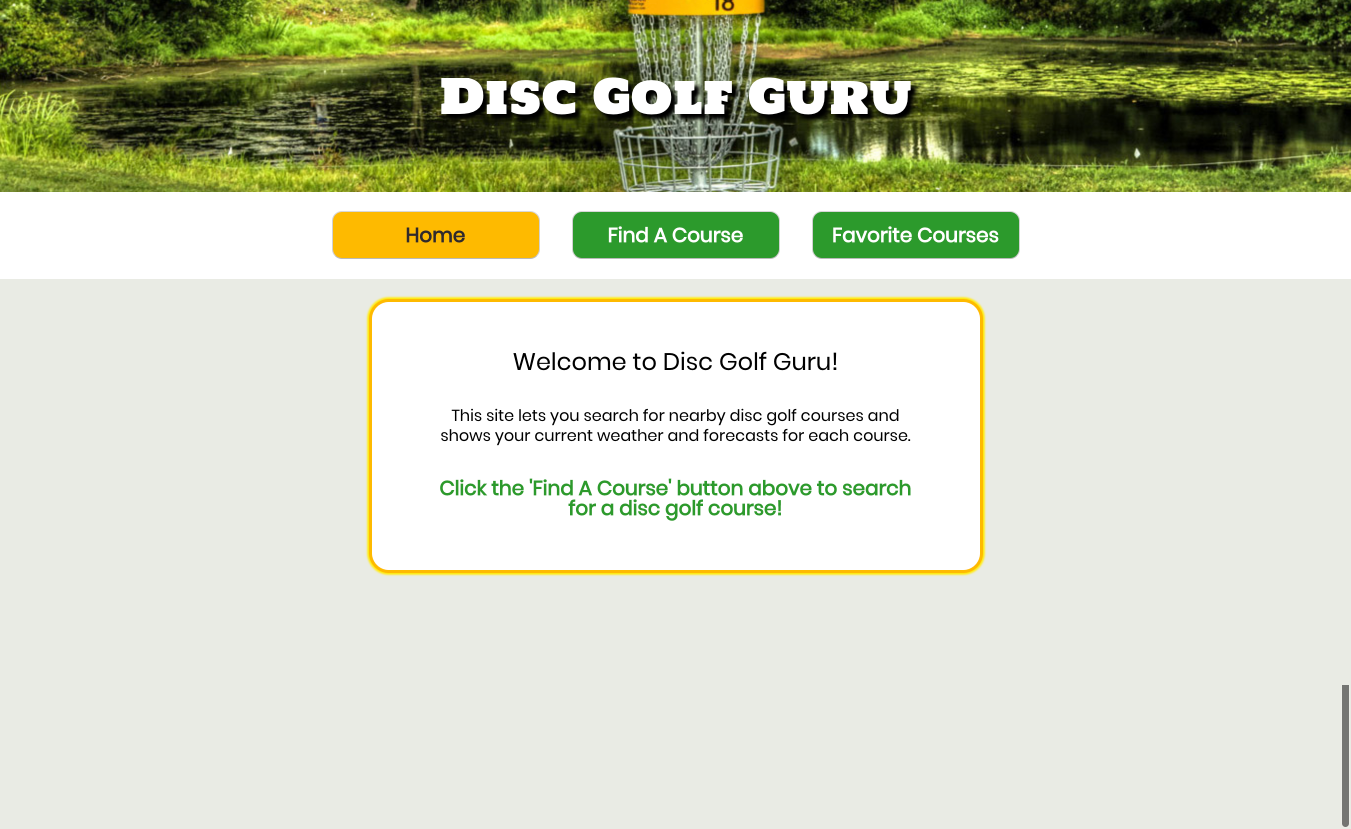 18
Disc Golf Guru
Home
Find A Course
Favorite Courses
Welcome to Disc Golf Guru!
This site lets you search for nearby disc golf courses and
shows your current weather and forecasts for each course.
Click the 'Find A Course' button above to search
for a disc golf course!